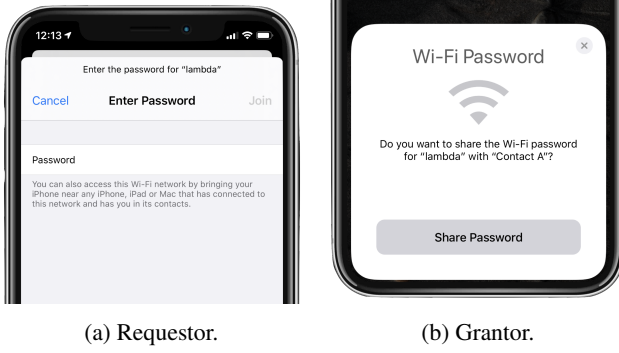 12:13
Enter the password for “lambda”
Cancel
Enter Password
Join
Password
You can also access this Wi-Fi network by bringing your
iPhone near any iPhone, iPad or Mac that has connected to
this network and has you in its contacts.
(a) Requestor.
Wi-Fi Password
Do you want to share the Wi-Fi password
for “lambda” with “Contact A”?
Share Password
(b) Grantor.